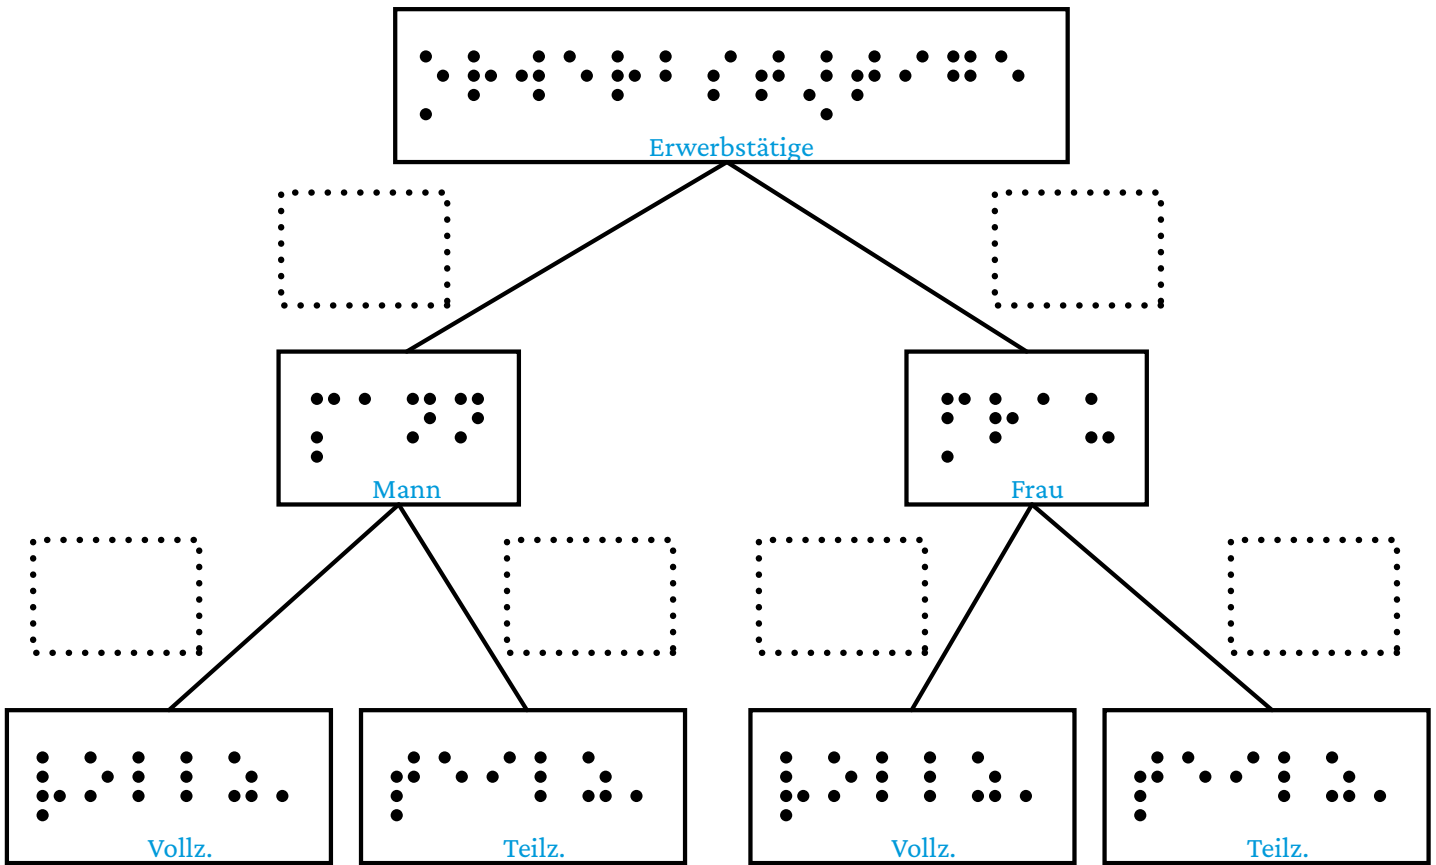 ⡑⠗⠺⠑⠗⠃⠎⠞⢜⠞⠊⠛⠑
Erwerbstätige
⡍⠁⠝⠝
Mann
⡋⠗⠁⠥
Frau
⡧⠕⠇⠇⠵⠄
Vollz.
⡞⠑⠊⠇⠵⠄
Teilz.
⡧⠕⠇⠇⠵⠄
Vollz.
⡞⠑⠊⠇⠵⠄
Teilz.